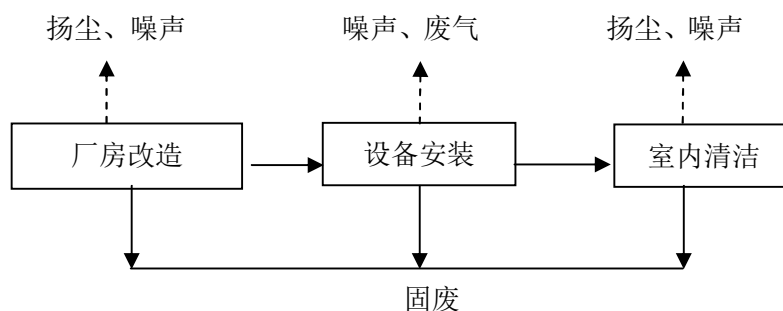 扬尘、噪声
噪声、废气
扬尘、噪声
厂房改造
设备安装
室内清洁
固废